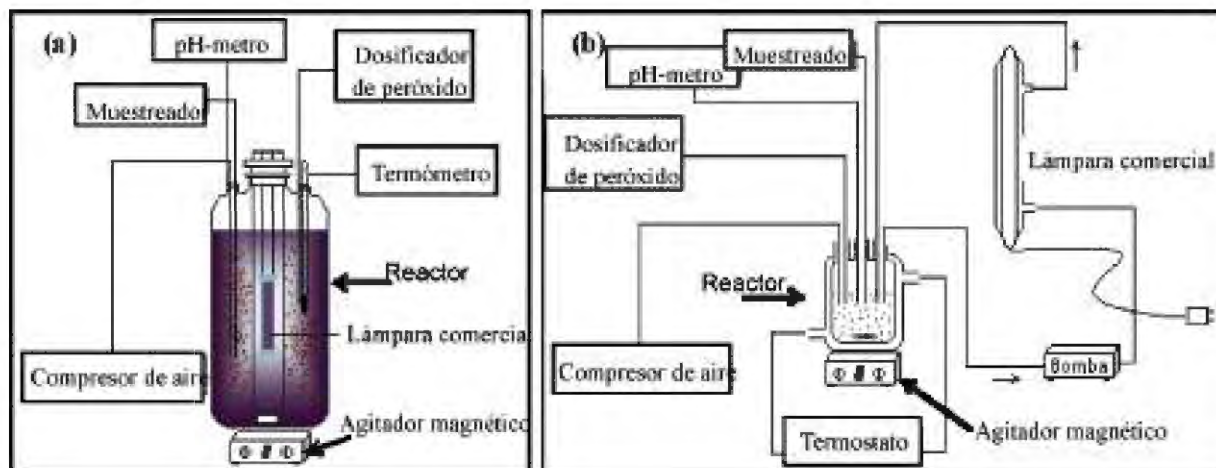 (a)
pH-metro
Dosificador
de peróxido
Muestreado
Termómetro
Reactor
Lámpara comercial
Compresor de aire
Agitador magnético
(b)
Muestreado
pH-metro
Dosificador
de peróxido
Lámpara comercial
Reactor
Compresor de aire
Bomba
Termostato
Agitador magnético